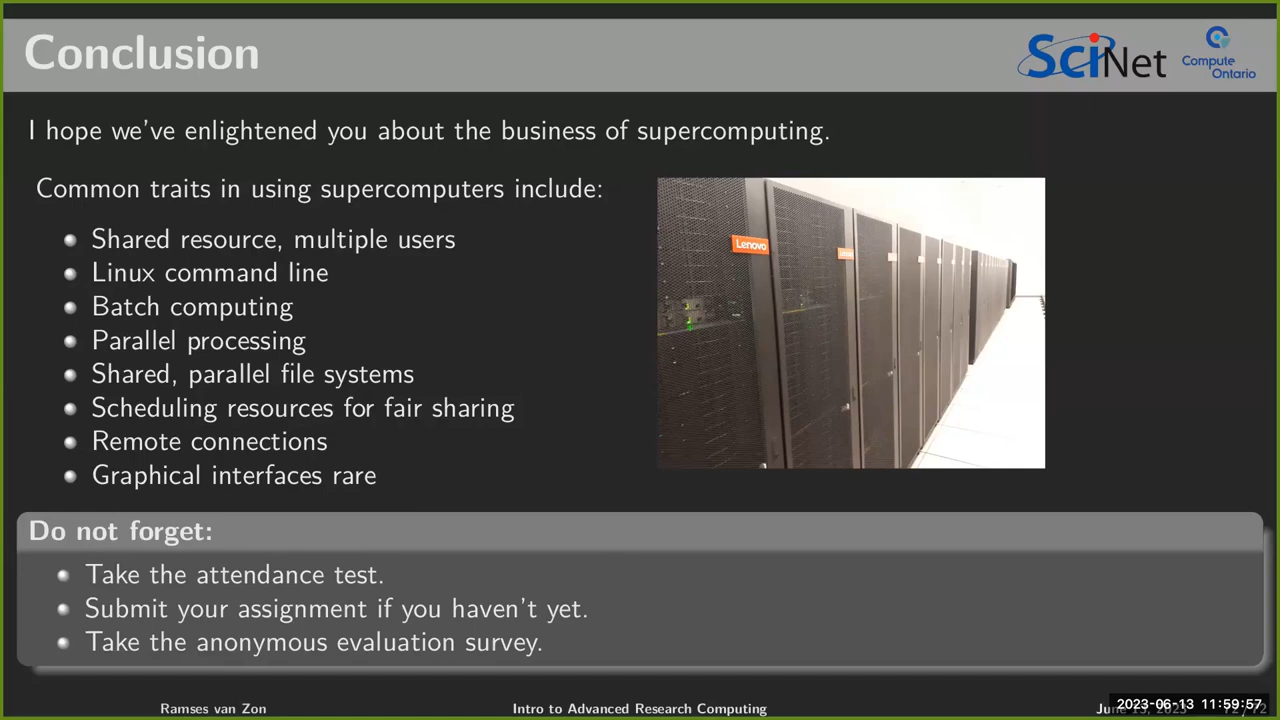 Conclusion
SciNet
Compute
Ontario
I hope we've enlightened you about the business of supercomputing.
Common traits in using supercomputers include:
Shared resource, multiple users
Linux command line
Batch computing
Parallel processing
Shared, parallel file systems
Scheduling resources for fair sharing
Remote connections
Graphical interfaces rare
Lenovo
Do not forget:
Take the attendance test.
Submit your assignment if you haven't yet.
Take the anonymous evaluation survey.
Ramses van Zon
Intro to Advanced Research Computing
2023-06-13 11:59:57